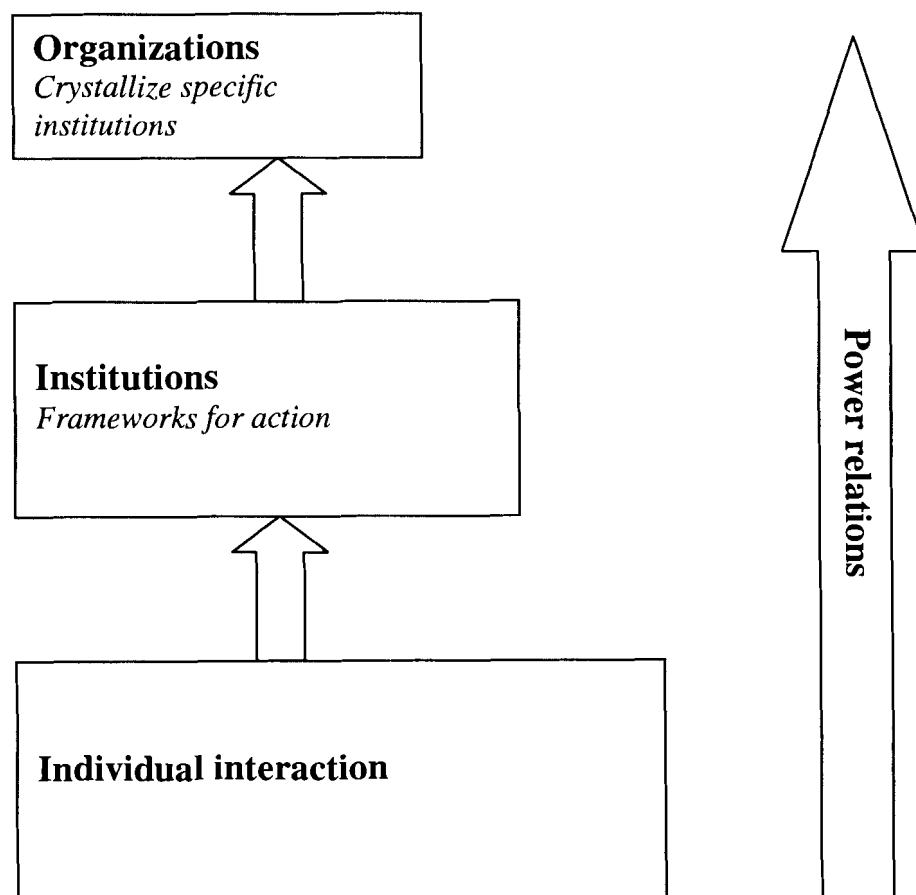 Organizations
Crystallize specific
institutions
Institutions
Frameworks for action
Individual interaction
Power relations